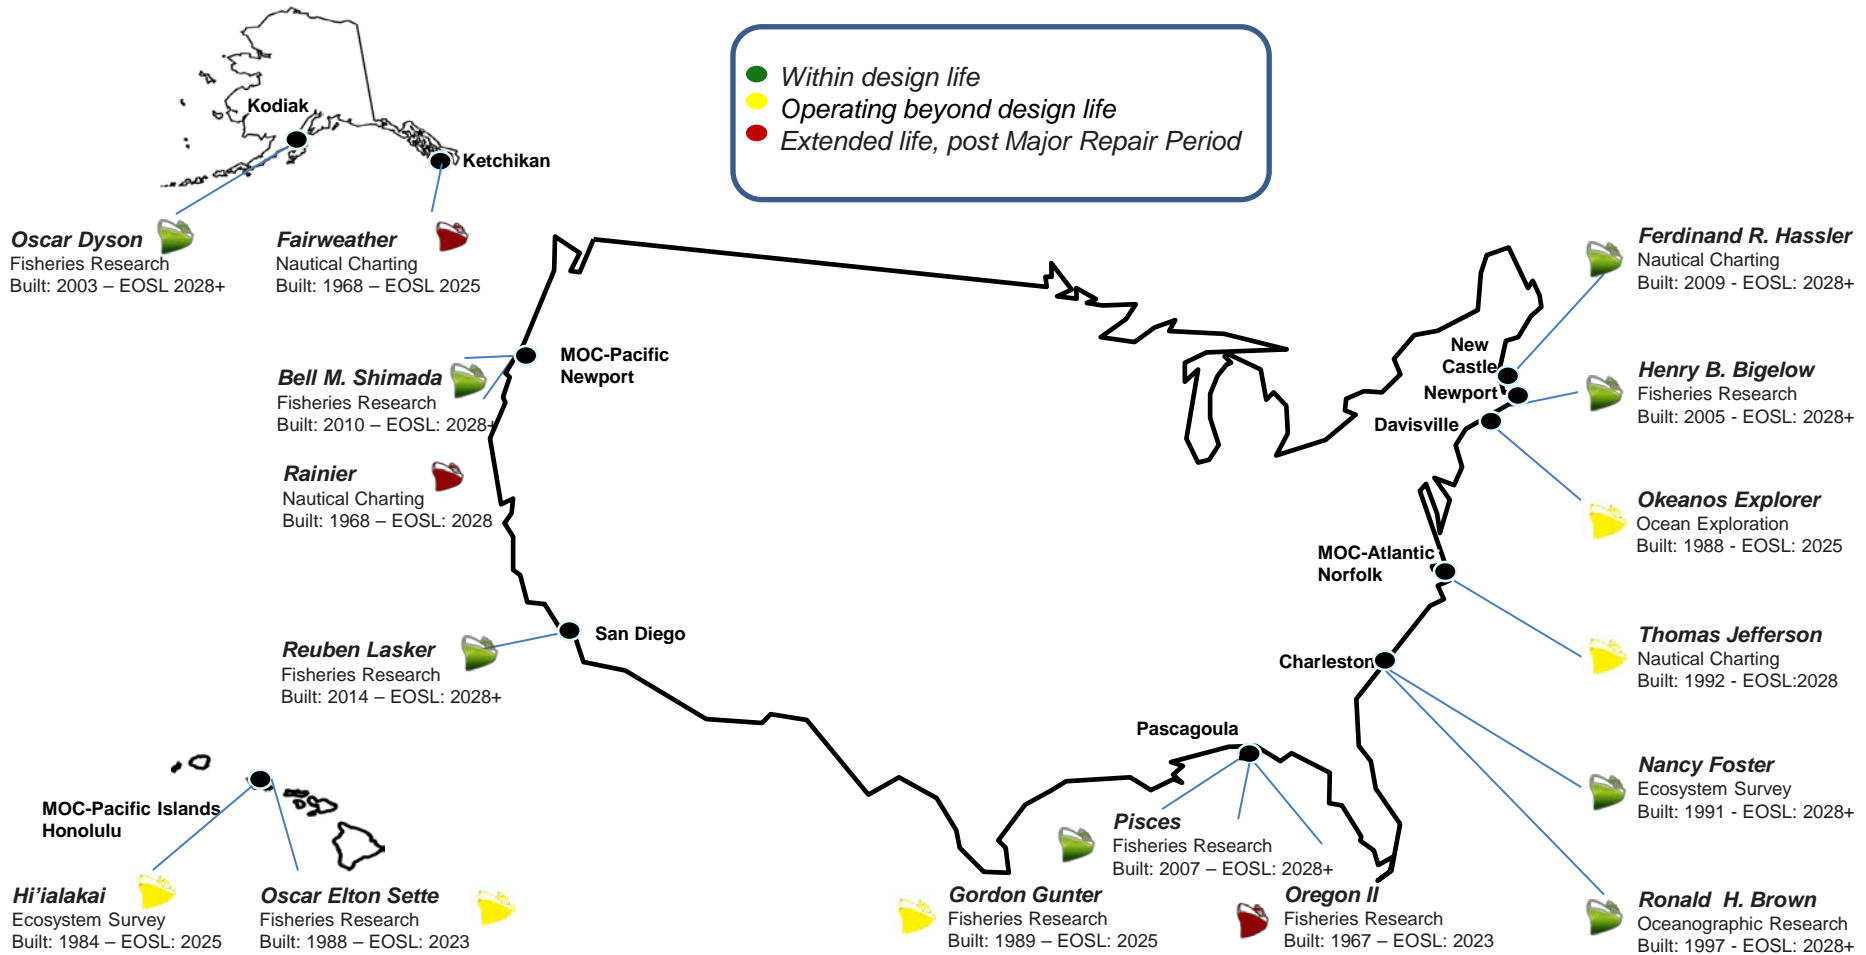 Within design life
Operating beyond design life
Extended life, post Major Repair Period
Kodiak
Ketchikan
Oscar Dyson
Fisheries Research
Built: 2003 – EOSL 2028+
Fairweather
Nautical Charting
Built: 1968 – EOSL 2025
MOC-Pacific
Newport
Bell M. Shimada
Fisheries Research
Built: 2010 – EOSL: 2028+
Rainier
Nautical Charting
Built: 1968 – EOSL: 2028
San Diego
Reuben Lasker
Fisheries Research
Built: 2014 – EOSL: 2028+
MOC-Pacific Islands
Honolulu
Hi’ialakai
Ecosystem Survey
Built: 1984 – EOSL: 2025
Oscar Elton Sette
Fisheries Research
Built: 1988 – EOSL: 2023
Pascagoula
Pisces
Fisheries Research
Built: 2007 – EOSL: 2028+
Gordon Gunter
Fisheries Research
Built: 1989 – EOSL: 2025
Oregon II
Fisheries Research
Built: 1967 – EOSL: 2023
New
Castle
Newport
Davisville
MOC-Atlantic
Norfolk
Charleston
Ferdinand R. Hassler
Nautical Charting
Built: 2009 - EOSL: 2028+
Henry B. Bigelow
Fisheries Research
Built: 2005 - EOSL: 2028+
Okeanos Explorer
Ocean Exploration
Built: 1988 - EOSL: 2025
Thomas Jefferson
Nautical Charting
Built: 1992 - EOSL:2028
Nancy Foster
Ecosystem Survey
Built: 1991 - EOSL: 2028+
Ronald H. Brown
Oceanographic Research
Built: 1997 - EOSL: 2028+